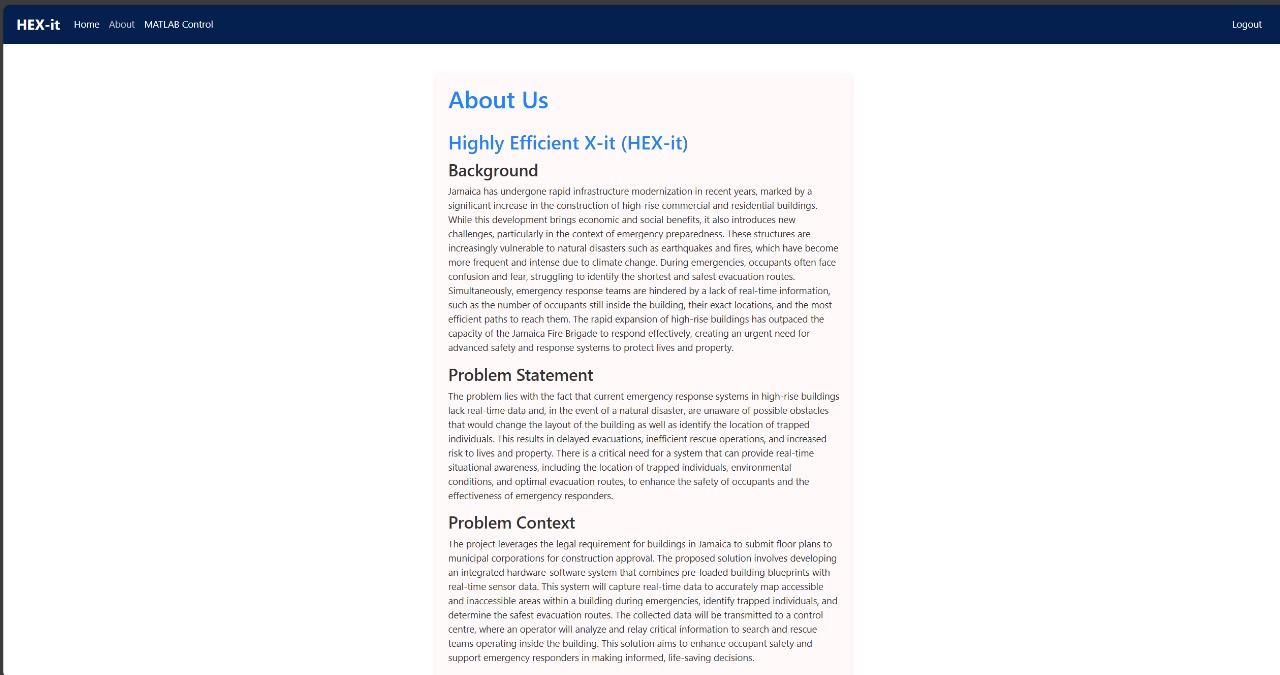 HEX-it Home About MATLAB Control Logout
About Us
Highly Efficient X-it (HEX-it)
Background
Jamaica has undergone rapid infrastructure modernization in recent years, marked by a
significant increase in the construction of high-rise commercial and residential buildings.
While this development brings economic and social benefits, it also introduces new
challenges, particularly in the context of emergency preparedness. These structures are
increasingly vulnerable to natural disasters such as earthquakes and fires, which have become
more frequent and intense due to climate change. During emergencies, occupants often face
confusion and fear, struggling to identify the shortest and safest evacuation routes.
Simultaneously, emergency response teams are hindered by a lack of real-time information,
such as the number of occupants still inside the building, their exact locations, and the most
efficient paths to reach them. The rapid expansion of high-rise buildings has outpaced the
capacity of the Jamaica Fire Brigade to respond effectively, creating an urgent need for
advanced safety and response systems to protect lives and property.
Problem Statement
The problem lies with the fact that current emergency response systems in high-rise buildings
lack real-time data and, in the event of a natural disaster, are unaware of possible obstacles
that would change the layout of the building as well as identify the location of trapped
individuals. This results in delayed evacuations, inefficient rescue operations, and increased
risk to lives and property. There is a critical need for a system that can provide real-time
situational awareness, including the location of trapped individuals, environmental
conditions, and optimal evacuation routes, to enhance the safety of occupants and the
effectiveness of emergency responders.
Problem Context
The project leverages the legal requirement for buildings in Jamaica to submit floor plans to
municipal corporations for construction approval. The proposed solution involves developing
an integrated hardware-software system that combines pre-loaded building blueprints with
real-time sensor data. This system will capture real-time data to accurately map accessible
and inaccessible areas within a building during emergencies, identify trapped individuals, and
determine the safest evacuation routes. The collected data will be transmitted to a control
centre, where an operator will analyze and relay critical information to search and rescue
teams operating inside the building. This solution aims to enhance occupant safety and
support emergency responders in making informed, life-saving decisions.